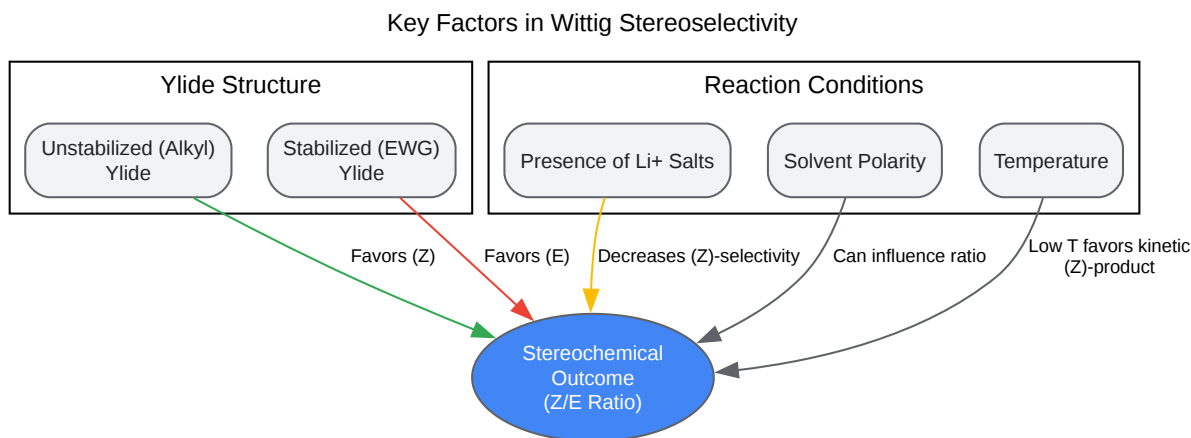 Key Factors in Wittig Stereoselectivity
Ylide Structure
Reaction Conditions
Unstabilized (Alkyl)
Ylide
Stabilized (EWG)
Ylide
Presence of Li+ Salts
Solvent Polarity
Temperature
Favors (Z)
Favors (E)
Decreases (Z)-selectivity
Can influence ratio
Low T favors kinetic
(Z)-product
Stereochemical
Outcome
(Z/E Ratio)